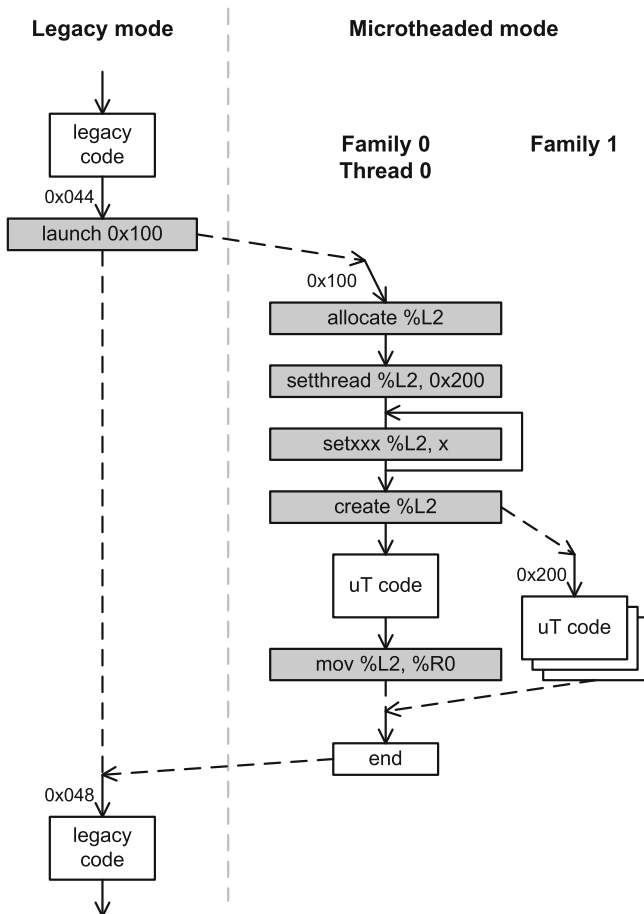 Legacy mode
Microtheaded mode
legacy
code
Family 0
Thread 0
Family 1
0x044
launch 0x100
0x100
allocate %L2
setthread %L2, 0x200
setxxx %L2, x
create %L2
0x200
uT code
uT code
mov %L2, %R0
end
0x048
legacy
code